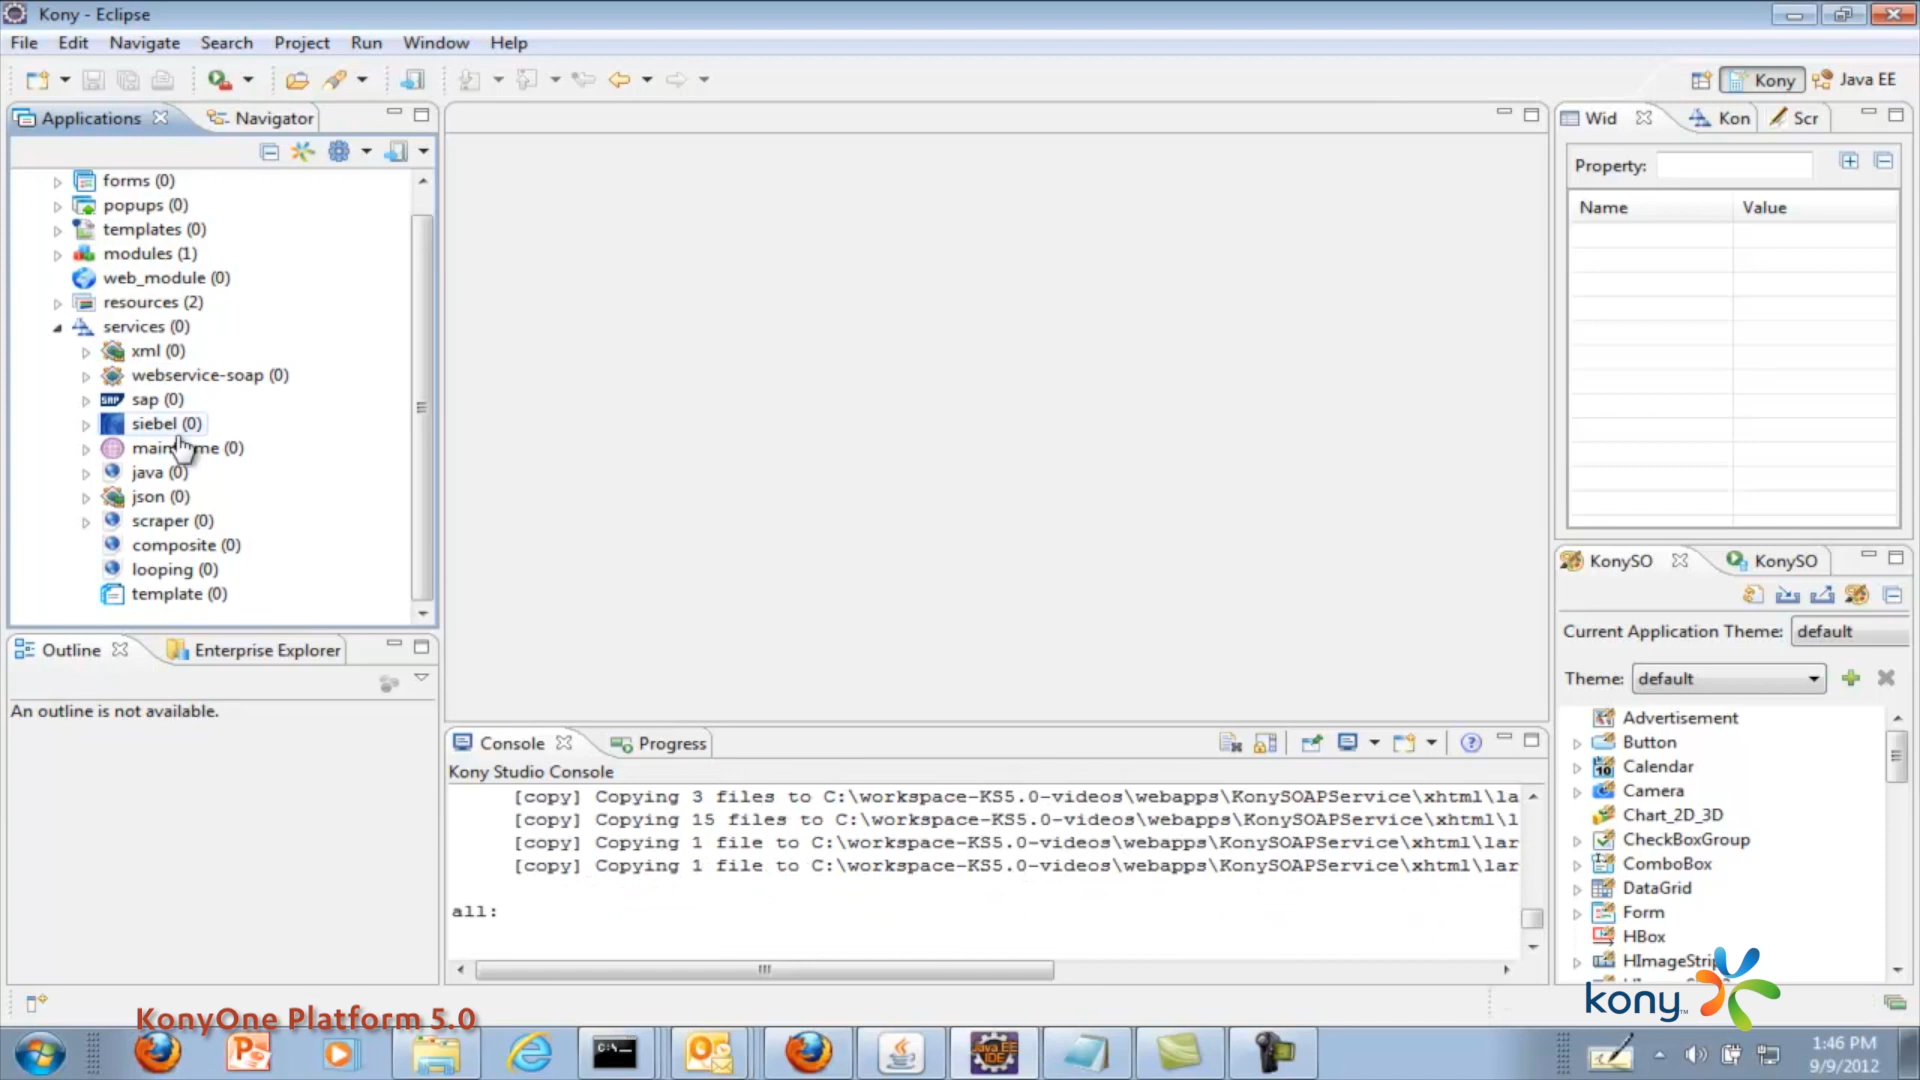 Kony - Eclipse
File Edit Navigate Search Project Run Window Help
Kony Java EE
Applications Navigator
forms (0)
popups (0)
templates (0)
modules (1)
web_module (0)
resources (2)
services (0)
xml (0)
webservice-soap (0)
SAP sap (0)
siebel (0)
(0)
java (0)
json (0)
scraper (0)
composite (0)
looping (0)
template (0)
Outline Enterprise Explorer
An outline is not available.
Console Progress
Kony Studio Console
[copy] Copying 3 files to C:\workspace-KS5.0-videos\webapps\KonySOAPService\xhtml\la
[copy] Copying 15 files to C:\workspace-KS5.0-videos\webapps\KonySOAPService\xhtml\l
[copy] Copying 1 file to C:\workspace-KS5.0-videos\webapps\KonySOAPService\xhtml\lar
[copy] Copying 1 file to C:\workspace-KS5.0-videos\webapps\KonySOAPService\xhtml\lar
all:
Wid Kon Scr
Property:
Name Value
KonySO KonySO
Current Application Theme: default
Theme: default
Advertisement
Button
Calendar
Camera
Chart_2D_3D
CheckBoxGroup
ComboBox
DataGrid
Form
HBox
HImageStrip
kony
KonyOne Platform 5.0
C:\
Java EE
IDE
1:46 PM
9/9/2012